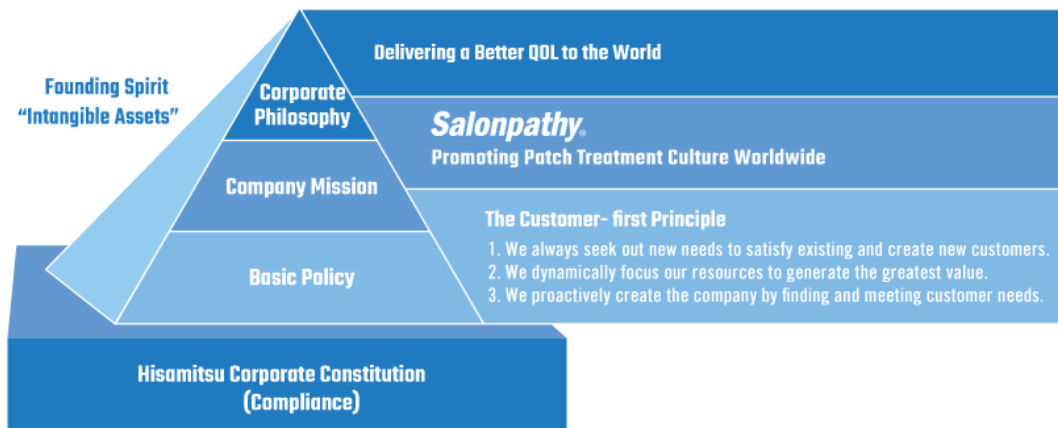 Founding Spirit
“Intangible Assets”
Corporate
Philosophy
Company Mission
Basic Policy
Delivering a Better QOL to the World
Salonpathy®
Promoting Patch Treatment Culture Worldwide
The Customer- first Principle
1. We always seek out new needs to satisfy existing and create new customers.
2. We dynamically focus our resources to generate the greatest value.
3. We proactively create the company by finding and meeting customer needs.
Hisamitsu Corporate Constitution
(Compliance)